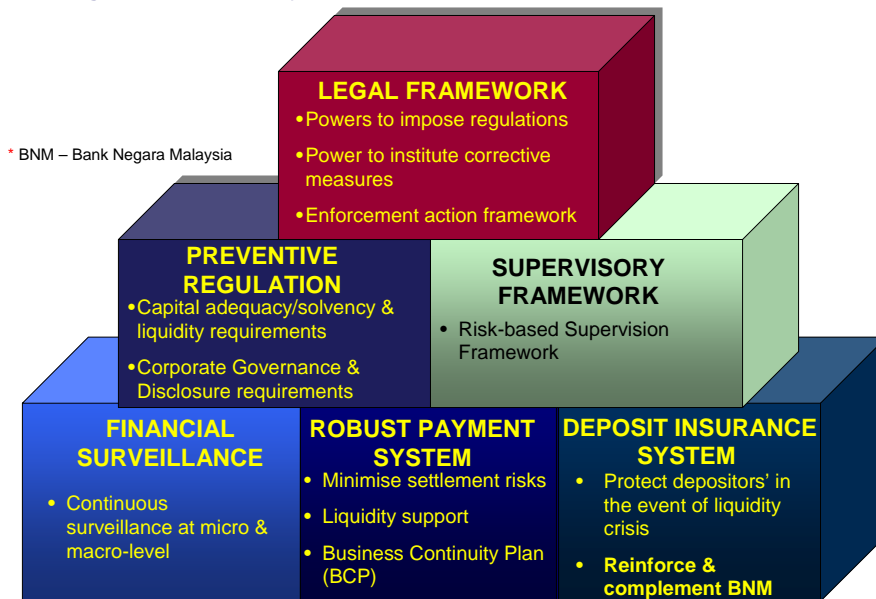 LEGAL FRAMEWORK
•Powers to impose regulations
•Power to institute corrective
measures
•Enforcement action framework
* BNM – Bank Negara Malaysia
PREVENTIVE
REGULATION
•Capital adequacy/solvency &
liquidity requirements
•Corporate Governance &
Disclosure requirements
SUPERVISORY
FRAMEWORK
• Risk-based Supervision
Framework
FINANCIAL
SURVEILLANCE
• Continuous
surveillance at micro &
macro-level
ROBUST PAYMENT
SYSTEM
• Minimise settlement risks
• Liquidity support
• Business Continuity Plan
(BCP)
DEPOSIT INSURANCE
SYSTEM
• Protect depositors’ in
the event of liquidity
crisis
• Reinforce &
complement BNM